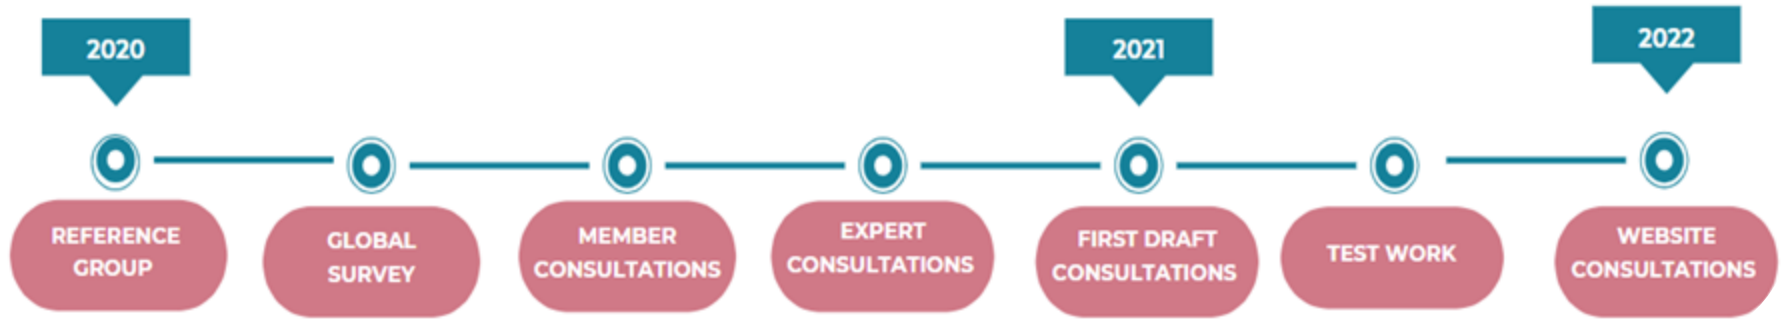 2020
2021
2022
REFERENCE
GROUP
GLOBAL
SURVEY
MEMBER
CONSULTATIONS
EXPERT
CONSULTATIONS
FIRST DRAFT
CONSULTATIONS
TEST WORK
WEBSITE
CONSULTATIONS